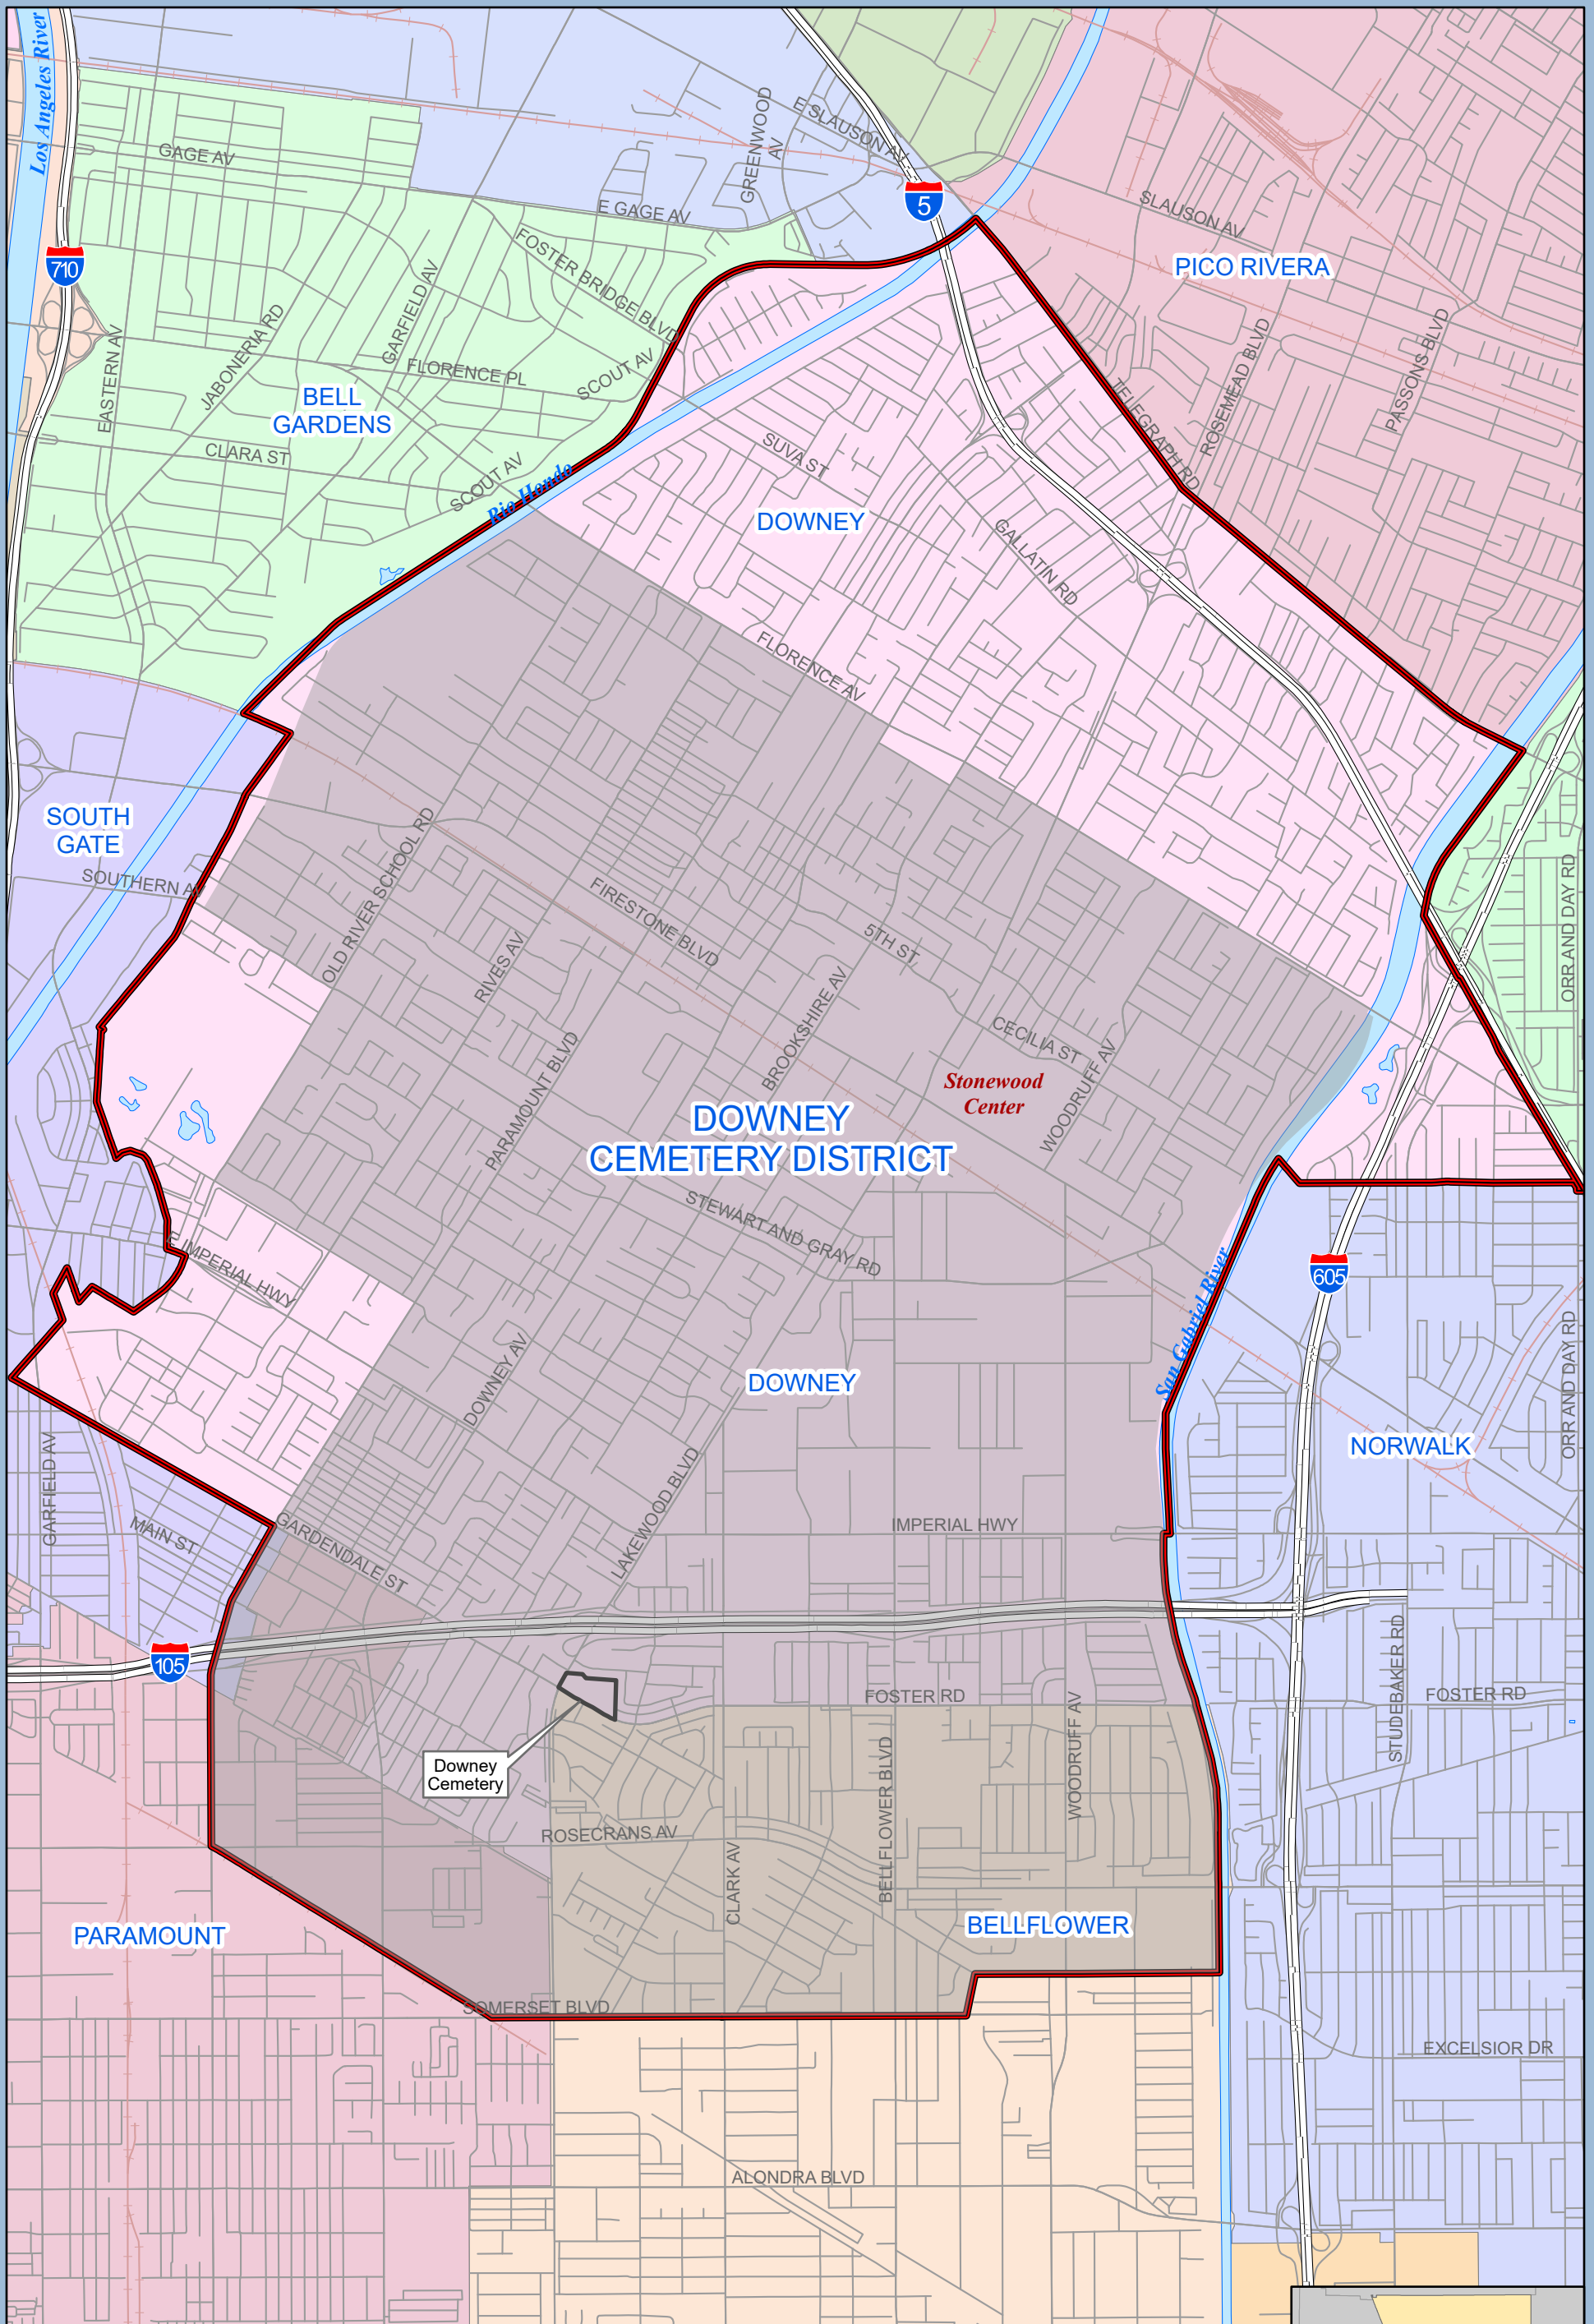 Los Angeles River
GAGE AV
E GAGE AV
GREENWOOD
AV
E SLAUSON AV
5
SLAUSON AV
PICO RIVERA
710
FOSTER BRIDGE BLVD
GARFIELD AV
JABONERIA RD
EASTERN AV
FLORENCE PL
SCOUT AV
BELL
GARDENS
CLARA ST
SCOUT AV
Rio Hondo
TELEGRAPH RD
ROSEMEAD BLVD
PASSONS BLVD
SUVA ST
DOWNEY
GALLATIN RD
FLORENCE AV
SOUTH
GATE
SOUTHERN AV
OLD RIVER SCHOOL RD
FIRESTONE BLVD
RIVES AV
5TH ST
BROOKSHIRE AV
ORR AND DAY RD
CECILIA ST
WOODRUFF AV
PARAMOUNT BLVD
Stonewood
Center
DOWNEY
CEMETERY DISTRICT
STEWART AND GRAY RD
E IMPERIAL HWY
San Gabriel River
605
DOWNEY AV
DOWNEY
NORWALK
ORR AND DAY RD
GARFIELD AV
MAIN ST
GARDENDALE ST
LAKEWOOD BLVD
IMPERIAL HWY
105
STUDEBAKER RD
FOSTER RD
FOSTER RD
WOODRUFF AV
Downey
Cemetery
BELLFLOWER BLVD
ROSECRANS AV
CLARK AV
PARAMOUNT
BELLFLOWER
SOMERSET BLVD
EXCELSIOR DR
ALONDRA BLVD